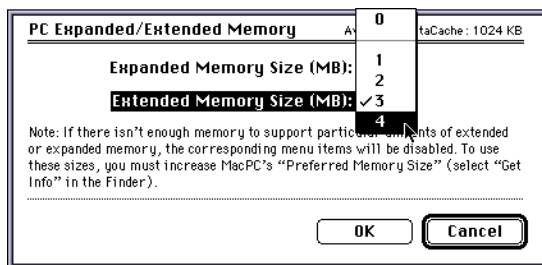 PC Expanded/Extended Memory
taCache: 1024 KB
Expanded Memory Size (MB):
Extended Memory Size (MB):
0
1
2
✓3
4
Note: If there isn't enough memory to support of extended
or expanded memory, the corresponding menu items will be disabled. To use
these sizes, you must increase MacPC's “Preferred Memory Size” (select “Get
Info” in the Finder).
OK
Cancel